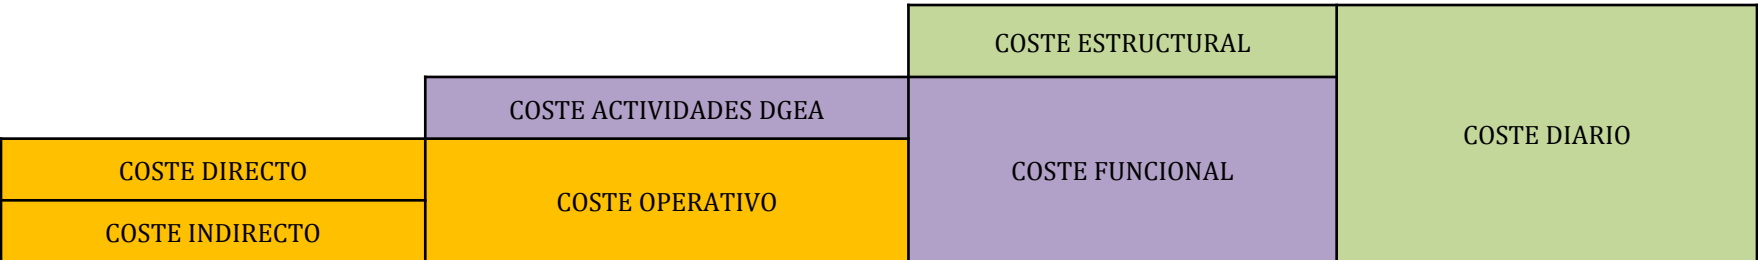 COSTE ESTRUCTURAL
COSTE ACTIVIDADES DGEA
COSTE DIARIO
COSTE DIRECTO
COSTE FUNCIONAL
COSTE OPERATIVO
COSTE INDIRECTO